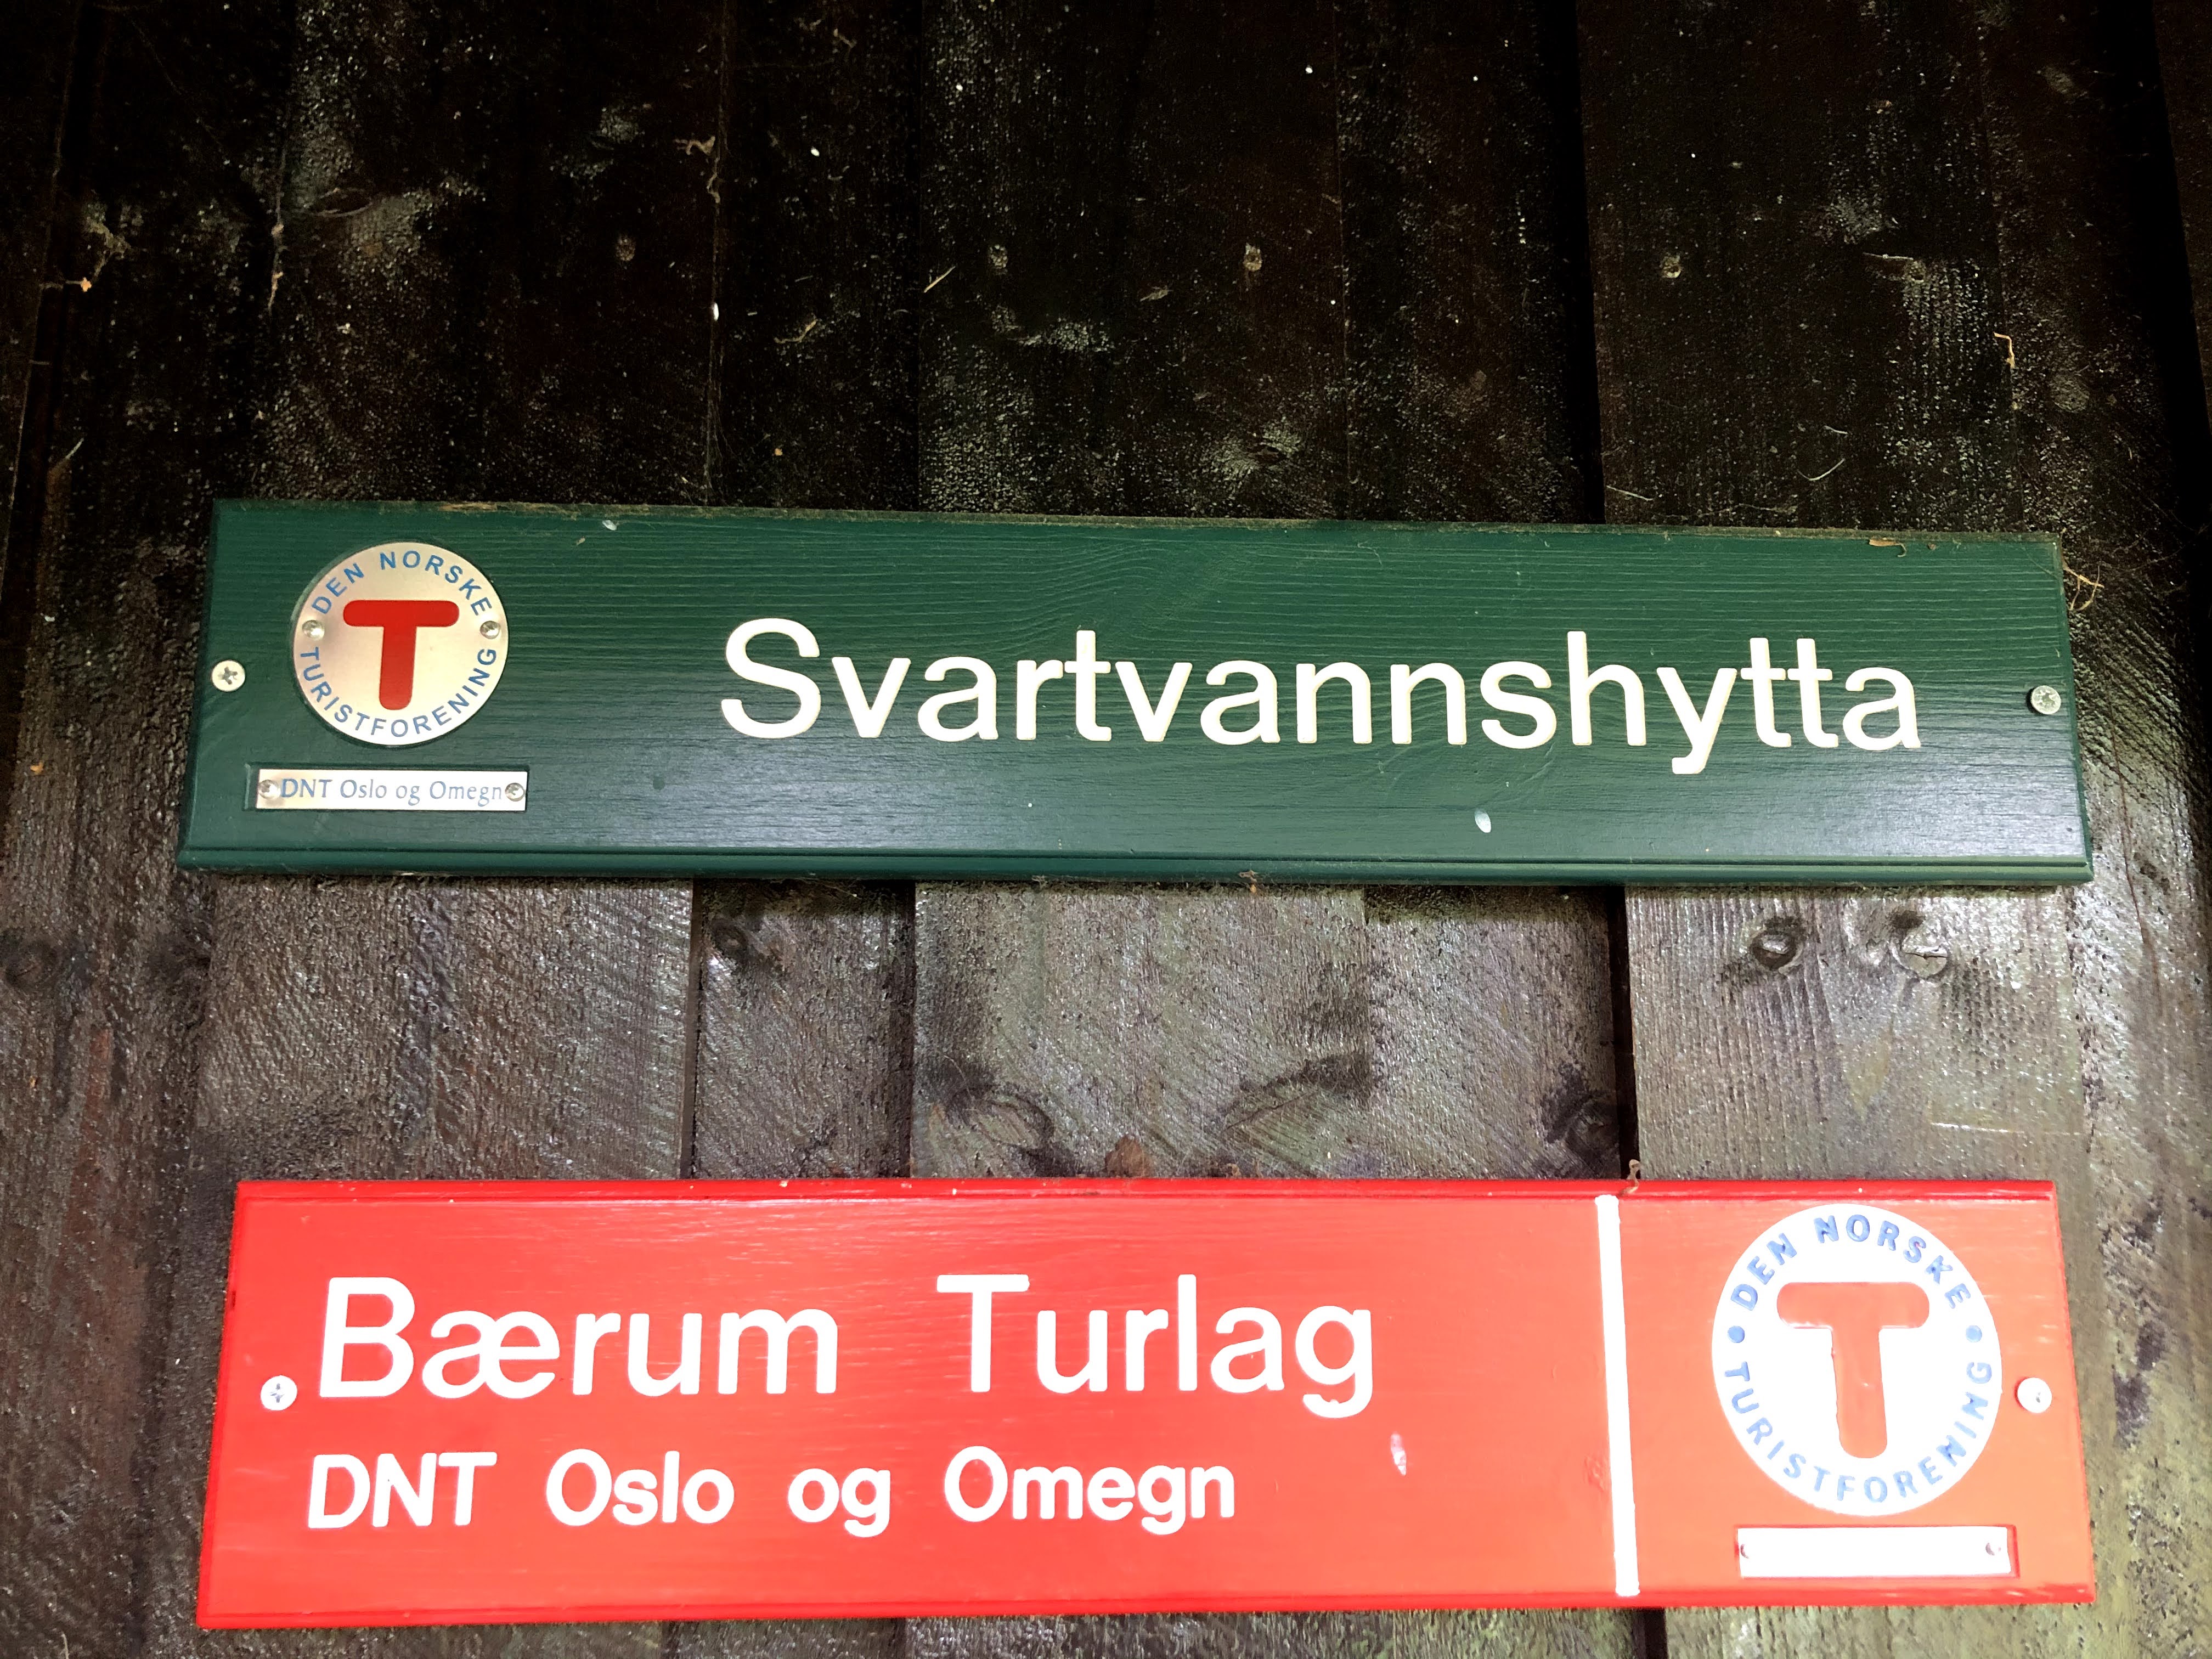 DEN NORSKE
T
TURISTFORENING
DNT Oslo og Omegn
Svartvannshytta
Bærum Turlag
DNT Oslo og Omegn
DEN NORSKE
T
TURISTFORENING